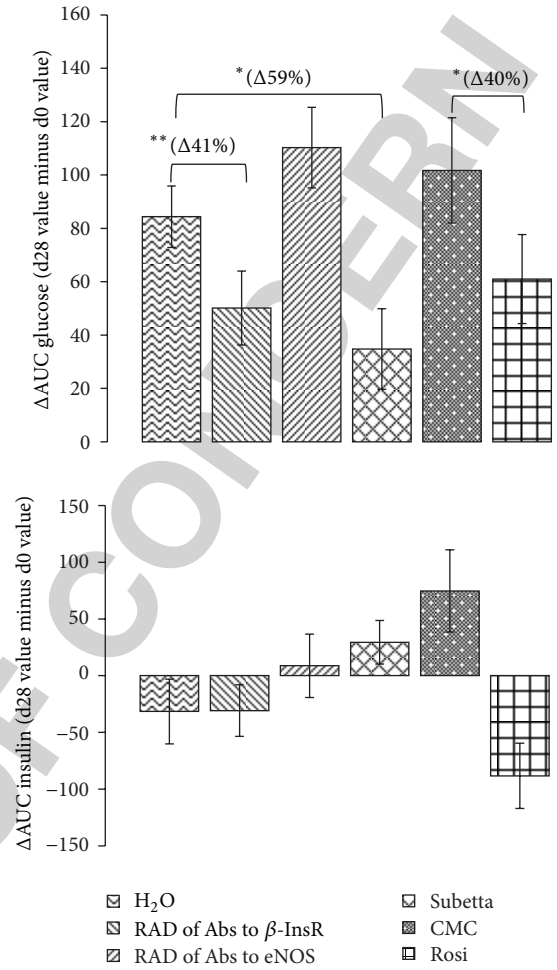 160
140
120
100
80
60
40
20
0
ΔAUC glucose (d28 value minus d0 value)
*(Δ59%)
**(Δ41%)
*(Δ40%)
150
100
50
0
−50
−100
−150
ΔAUC insulin (d28 value minus d0 value)
H₂O
RAD of Abs to β-InsR
RAD of Abs to eNOS
Subetta
CMC
Rosi
OF CONCERN